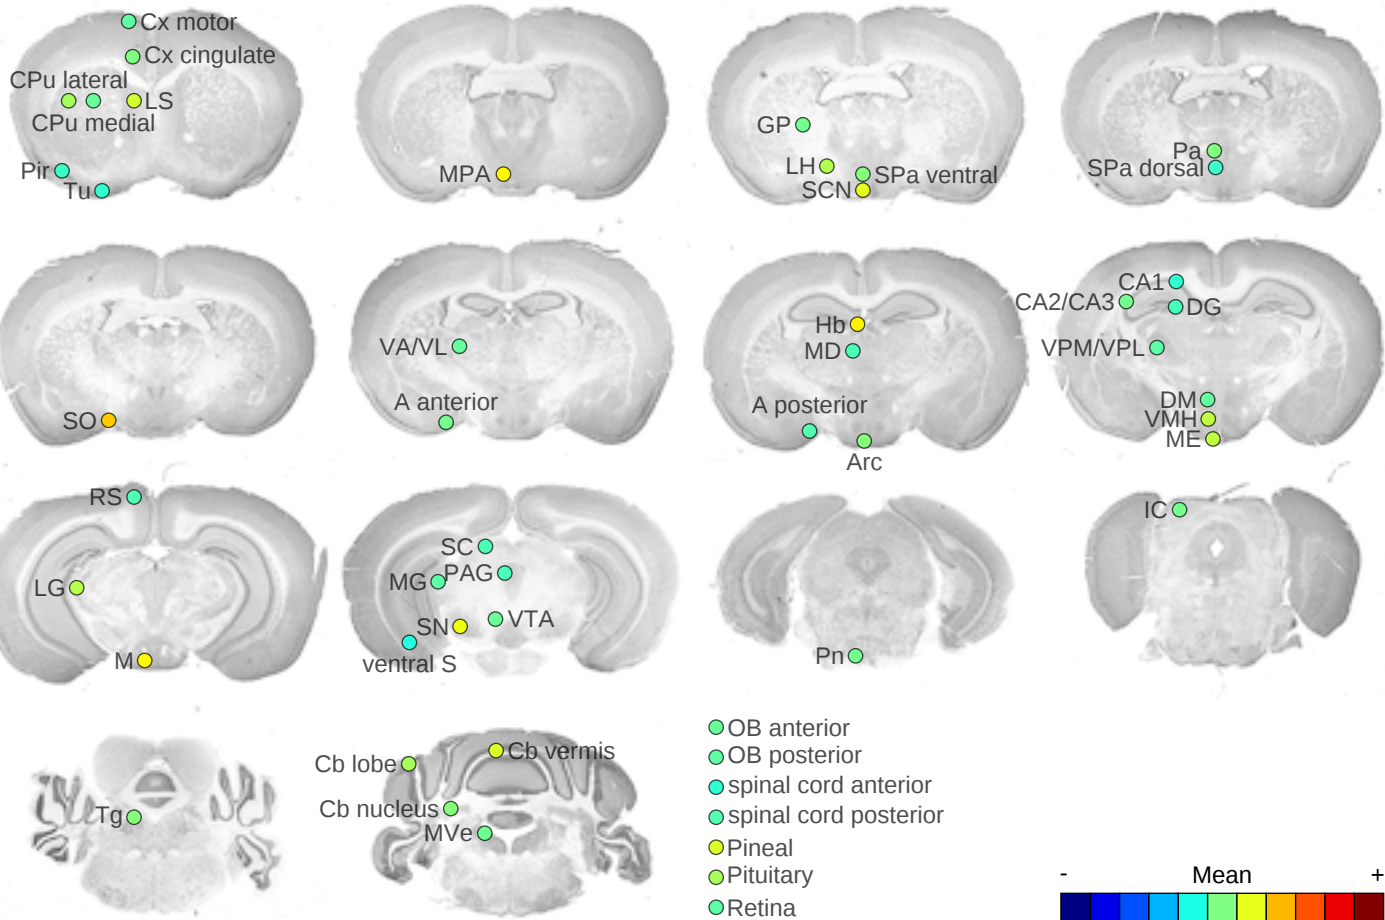 Cx motor
Cx cingulate
CPu lateral
LS
CPu medial
Pir
Tu
MPA
GP
LH
SPa ventral
SCN
Pa
SPa dorsal
SO
VA/VL
A anterior
Hb
MD
A posterior
Arc
CA1
CA2/CA3
DG
VPM/VPL
DM
VMH
ME
RS
LG
M
SC
MG
PAG
SN
VTA
ventral S
Pn
IC
Tg
Cb lobe
Cb vermis
Cb nucleus
MVe
OB anterior
OB posterior
spinal cord anterior
spinal cord posterior
Pineal
Pituitary
Retina
- Mean +